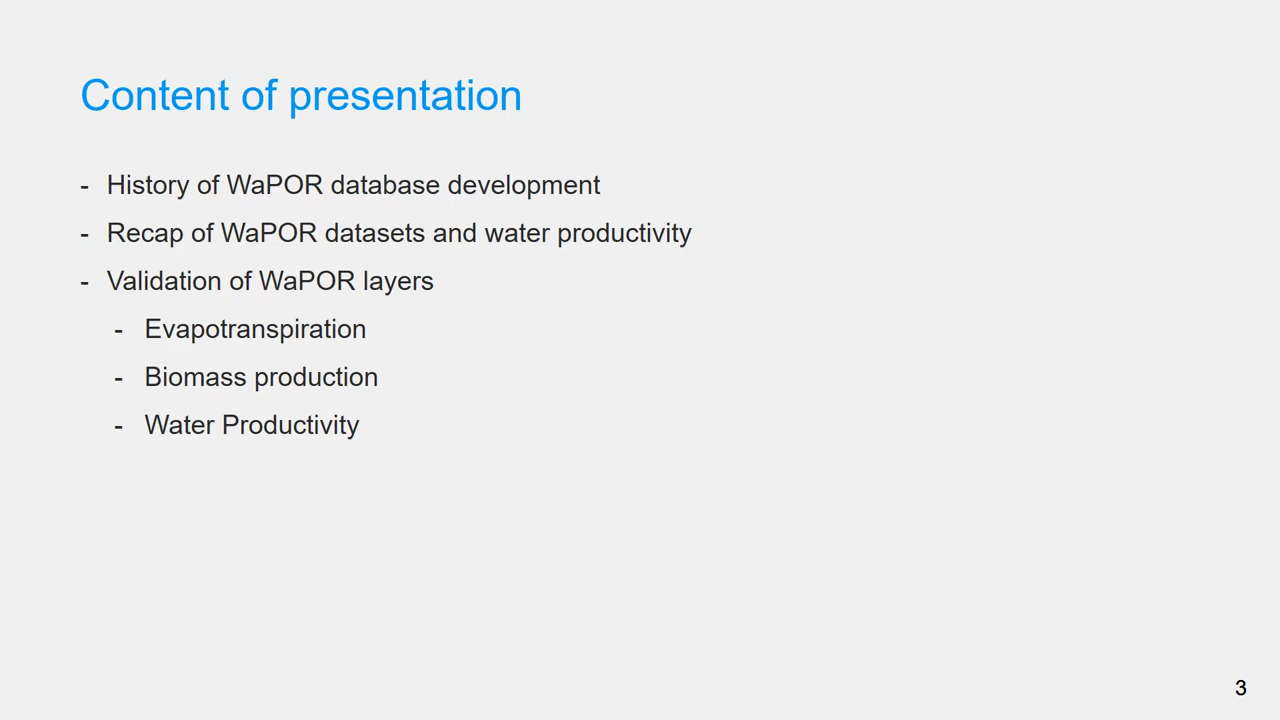 Content of presentation
- History of WaPOR database development
- Recap of WaPOR datasets and water productivity
- Validation of WaPOR layers
- Evapotranspiration
- Biomass production
- Water Productivity
3